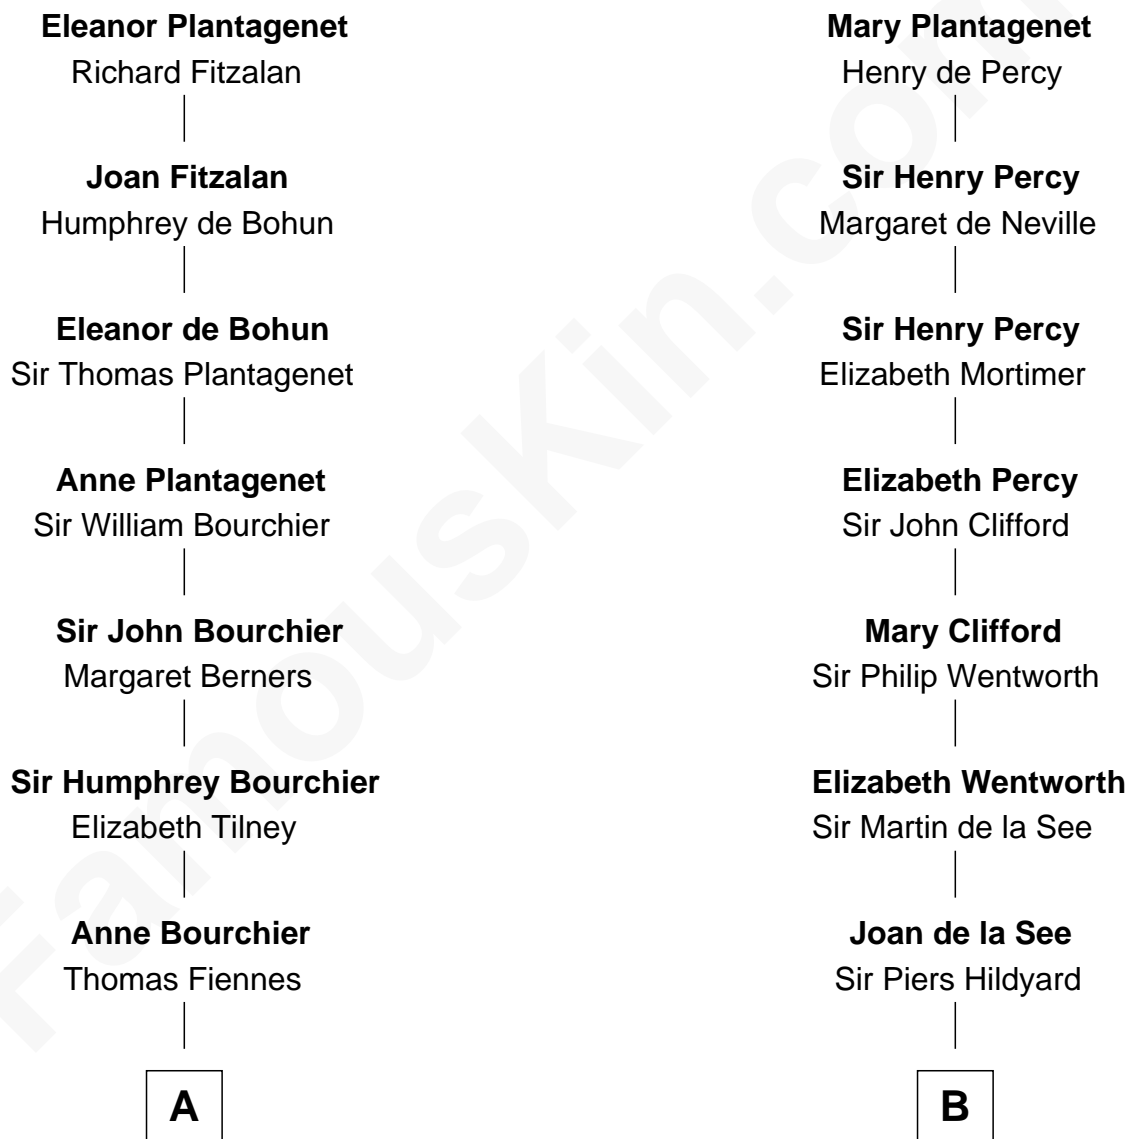 Eleanor Plantagenet
Richard Fitzalan
Joan Fitzalan
Humphrey de Bohun
Eleanor de Bohun
Sir Thomas Plantagenet
Anne Plantagenet
Sir William Bourchier
Sir John Bourchier
Margaret Berners
Sir Humphrey Bourchier
Elizabeth Tilney
Anne Bourchier
Thomas Fiennes
A
Mary Plantagenet
Henry de Percy
Sir Henry Percy
Margaret de Neville
Sir Henry Percy
Elizabeth Mortimer
Elizabeth Percy
Sir John Clifford
Mary Clifford
Sir Philip Wentworth
Elizabeth Wentworth
Sir Martin de la See
Joan de la See
Sir Piers Hildyard
B
FamousKin.com